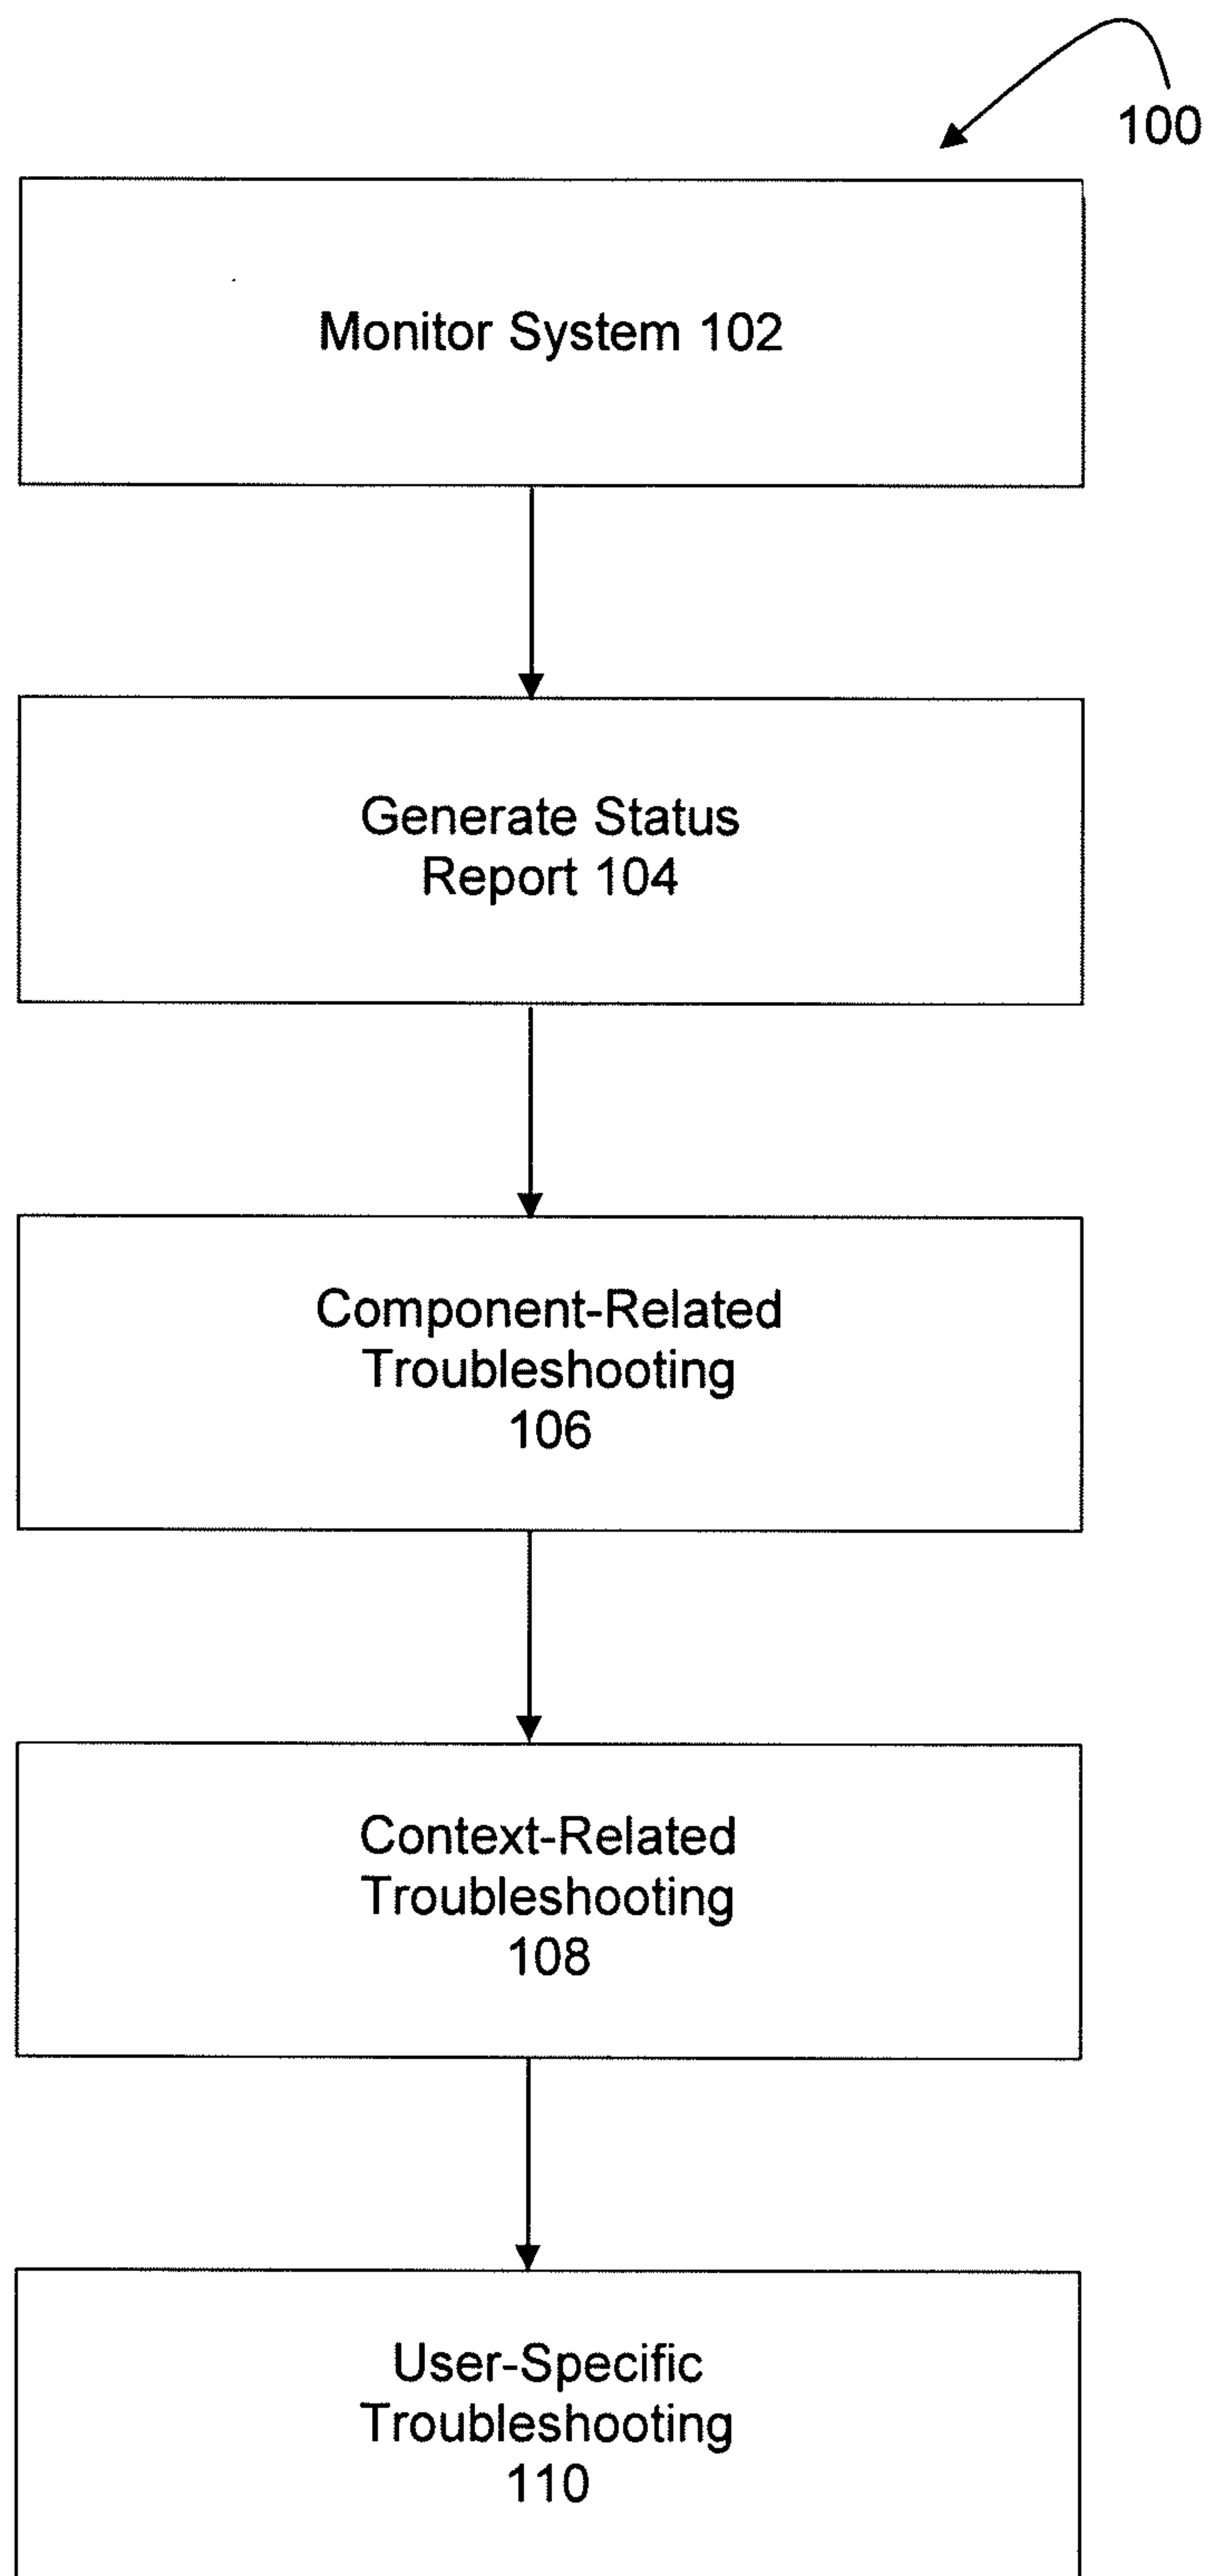 100
Monitor System 102
Generate Status
Report 104
Component-Related
Troubleshooting
106
Context-Related
Troubleshooting
108
User-Specific
Troubleshooting
110